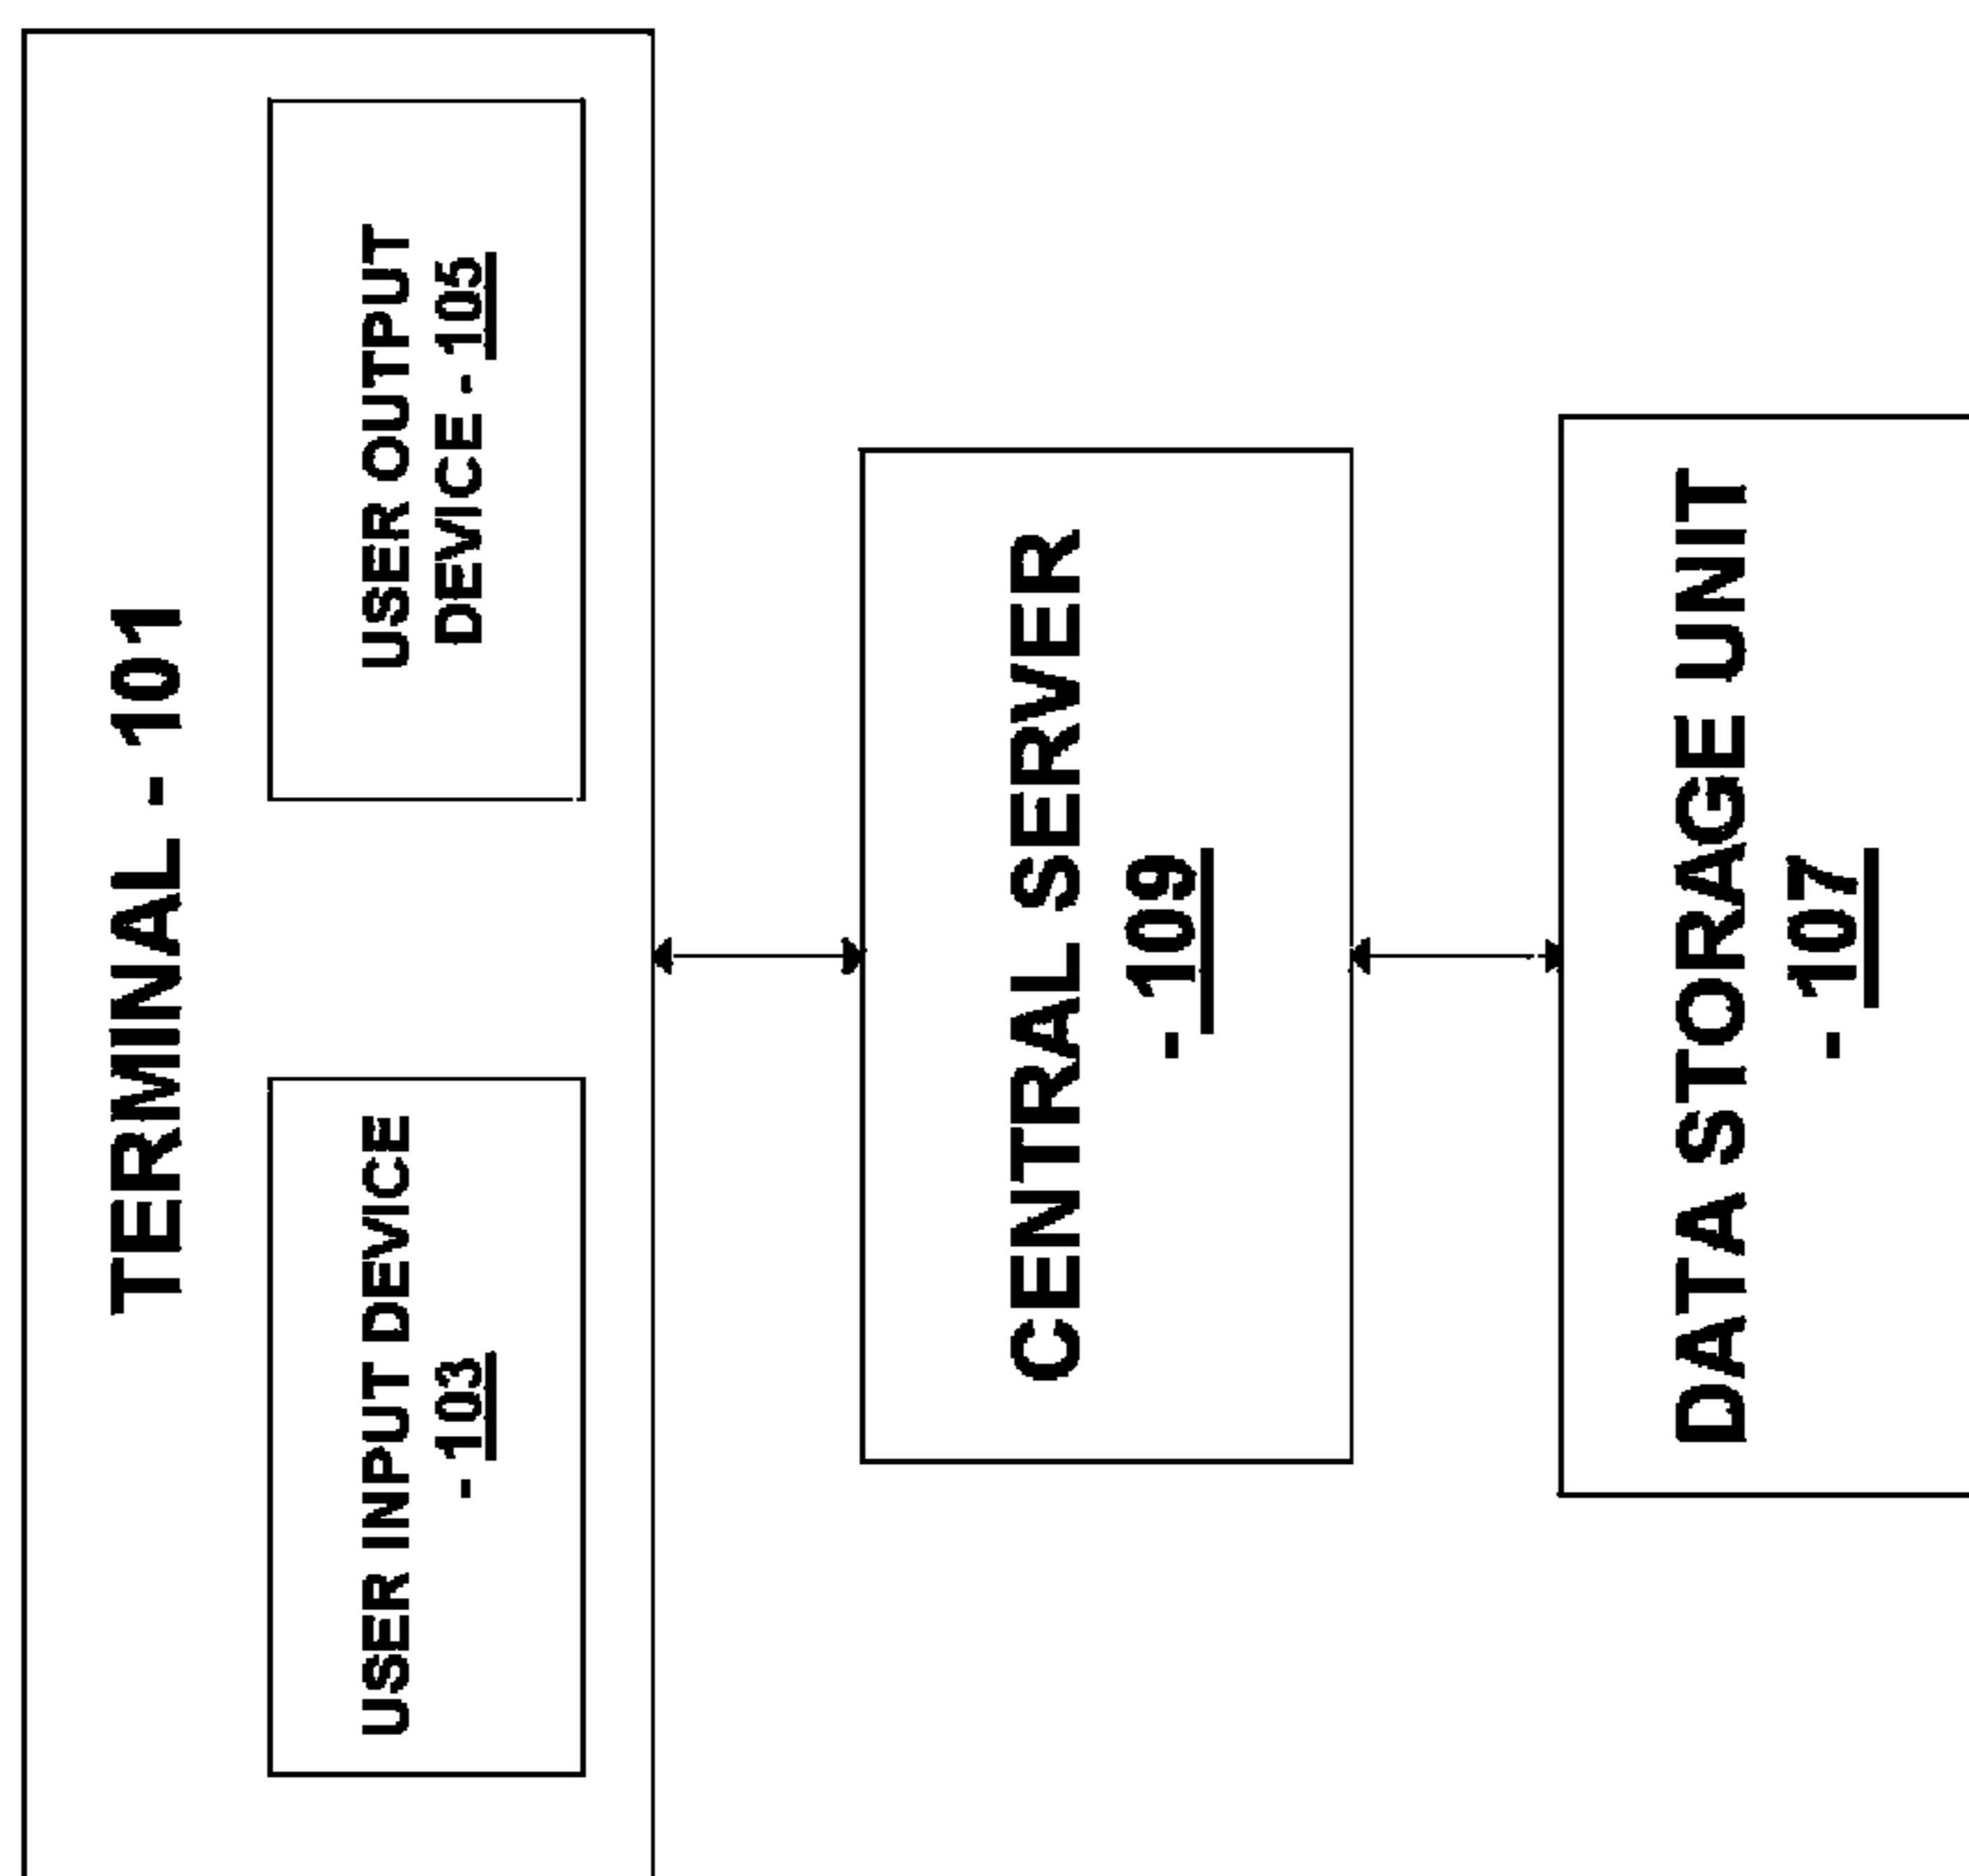 TERMINAL - 101
USER INPUT DEVICE
- 103
USER OUTPUT
DEVICE - 105
CENTRAL SERVER
- 109
DATA STORAGE UNIT
- 107